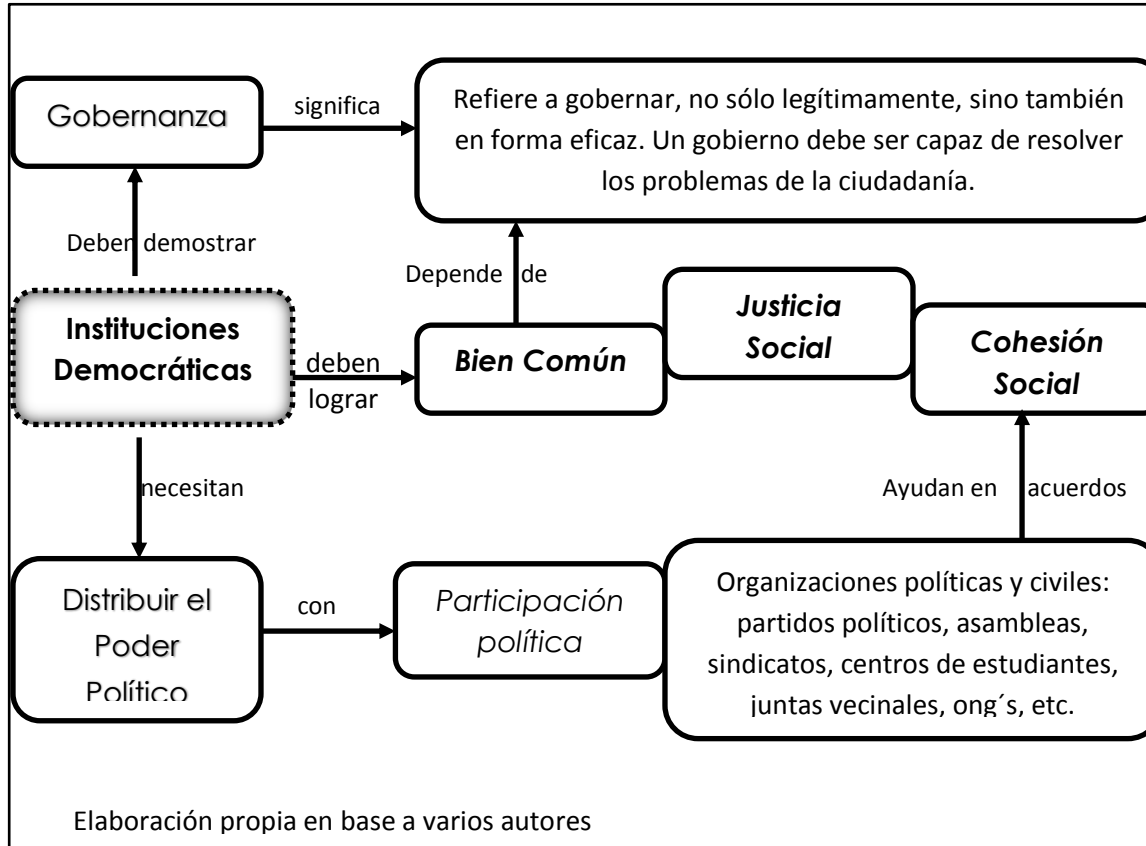 Gobernanza
significa
Refiere a gobernar, no sólo legítimamente, sino también
en forma eficaz. Un gobierno debe ser capaz de resolver
los problemas de la ciudadanía.
Deben demostrar
Depende de
Instituciones
Democráticas
deben
lograr
Bien Común
Justicia
Social
Cohesión
Social
necesitan
Ayudan en acuerdos
Distribuir el
Poder
Político
con
Participación
política
Organizaciones políticas y civiles:
partidos políticos, asambleas,
sindicatos, centros de estudiantes,
juntas vecinales, ong´s, etc.
Elaboración propia en base a varios autores